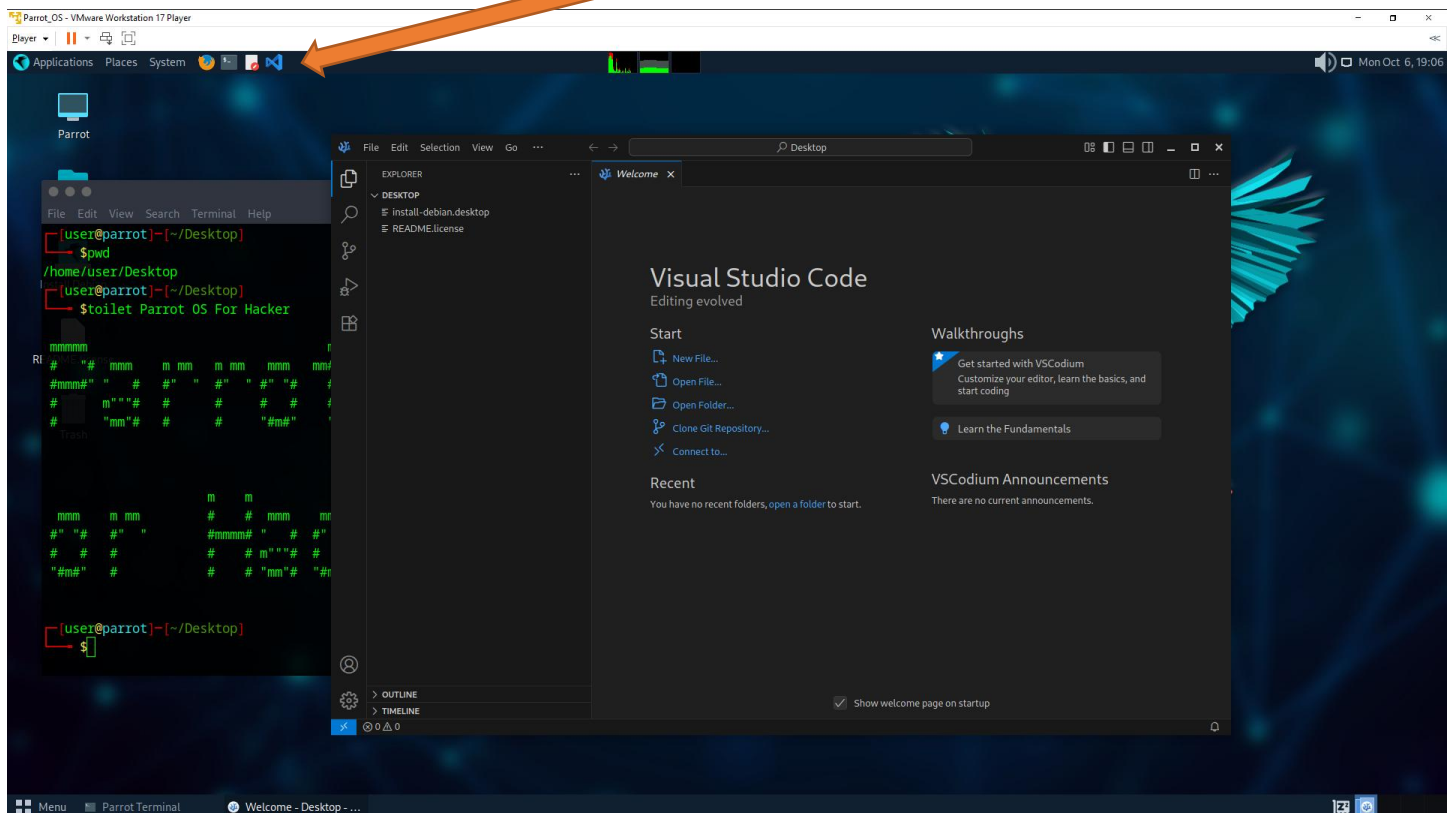 Parrot_OS - VMware Workstation 17 Player
Player
Applications Places System
Mon Oct 6, 19:06
Parrot
File Edit View Search Terminal Help
[user@parrot]-[~/Desktop]
$pwd
/home/user/Desktop
[user@parrot]-[~/Desktop]
$toilet Parrot OS For Hacker
Trash
[user@parrot]-[~/Desktop]
$
File Edit Selection View Go ···
Desktop
EXPLORER
Welcome
DESKTOP
install-debian.desktop
README.license
Visual Studio Code
Editing evolved
Start
New File...
Open File...
Open Folder...
Clone Git Repository...
Connect to...
Recent
You have no recent folders, open a folder to start.
Walkthroughs
Get started with VSCodium
Customize your editor, learn the basics, and
start coding
Learn the Fundamentals
VSCodium Announcements
There are no current announcements.
Show welcome page on startup
OUTLINE
TIMELINE
0 0
Menu Parrot Terminal Welcome - Desktop - ...